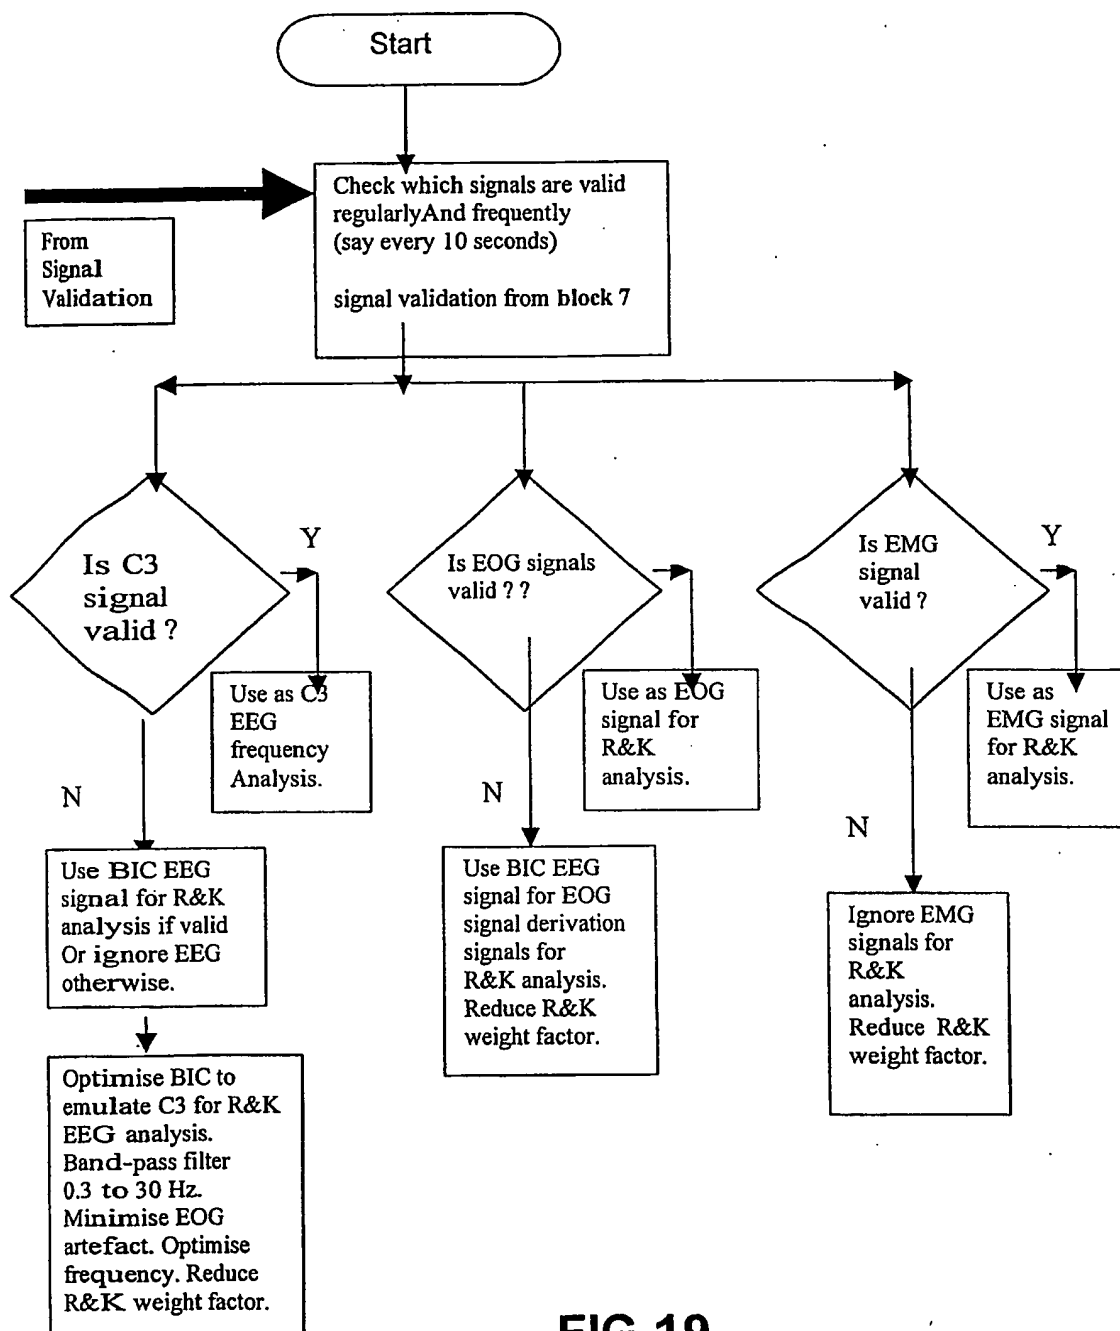 Start
Check which signals are valid
regularlyAnd frequently
(say every 10 seconds)
signal validation from block 7
From
Signal
Validation
Is C3
signal
valid ?
Y
Use as C3
EEG
frequency
Analysis.
N
Use BIC EEG
signal for R&K
analysis if valid
Or ignore EEG
otherwise.
Optimise BIC to
emulate C3 for R&K
EEG analysis.
Band-pass filter
0.3 to 30 Hz.
Minimise EOG
artefact. Optimise
frequency. Reduce
R&K weight factor.
Is EOG signals
valid ? ?
Use as EOG
signal for
R&K
analysis.
N
Use BIC EEG
signal for EOG
signal derivation
signals for
R&K analysis.
Reduce R&K
weight factor.
Is EMG
signal
valid ?
Y
Use as
EMG signal
for R&K
analysis.
N
Ignore EMG
signals for
R&K
analysis.
Reduce R&K
weight factor.
FIG 19